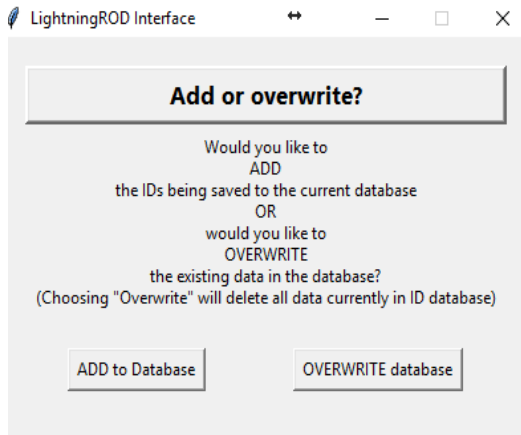 LightningROD Interface
Add or overwrite?
Would you like to
ADD
the IDs being saved to the current database
OR
would you like to
OVERWRITE
the existing data in the database?
(Choosing "Overwrite" will delete all data currently in ID database)
ADD to Database
OVERWRITE database